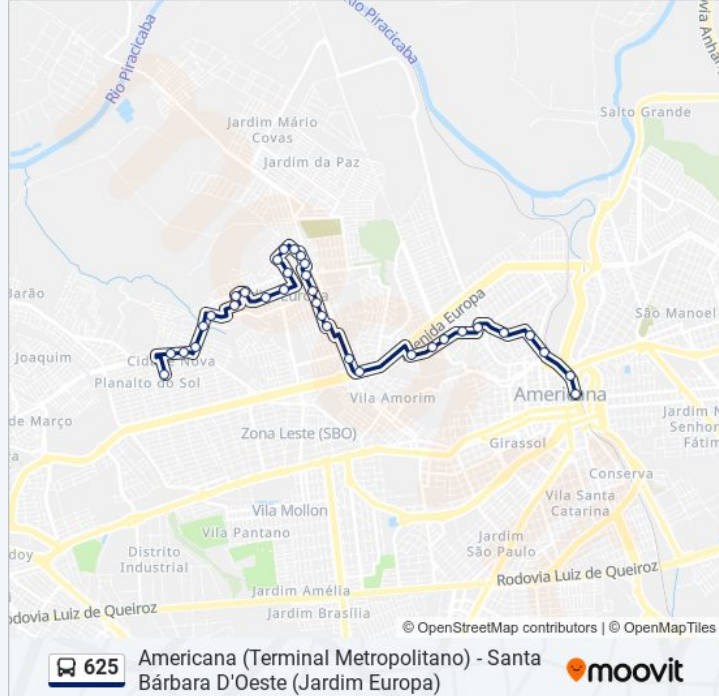 Rio Piracicaba
Rio Piracicaba
Salto Grande
Jardim Mário
Covas
Jardim da Paz
Barão
Europa
Avenida Europa
São Manoel
Joaquim
Cidade Nova
Planalto do Sol
Americana
de Março
Vila Amorim
Jardim N
Senhor
Fátim
Zona Leste (SBO)
Girassol
Conserva
Vila Santa
Catarina
Vila Mollon
Vila Pantano
Jardim
São Paulo
doy
Distrito
Industrial
Rodovia Luiz de Queiroz
Jardim Amélia
odovia Luiz de Queiroz
Jardim Brasília
© OpenStreetMap contributors | © OpenMapTiles
625
Americana (Terminal Metropolitano) - Santa
Bárbara D'Oeste (Jardim Europa)
moovit